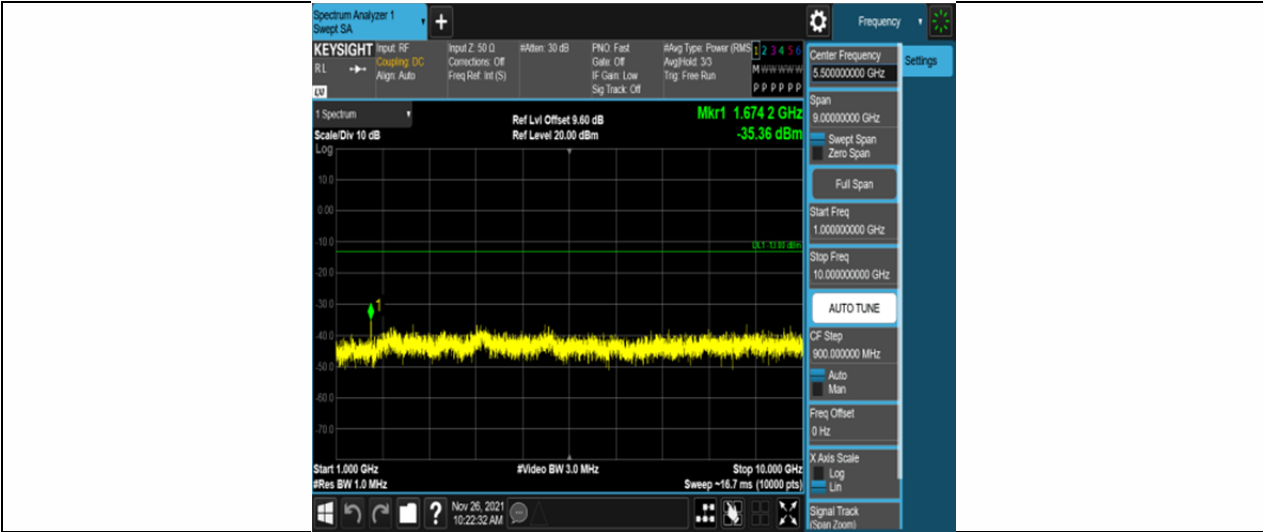 Spectrum Analyzer 1
Swept SA
+
Frequency
KEYSIGHT Input: RF
RL
Coupling: DC
Align: Auto
LV
Input Z: 50 Ω
Corrections: Off
Freq Ref: Int (S)
#Atten: 30 dB
PNO: Fast
Gate: Off
IF Gain: Low
Sig Track: Off
#Avg Type: Power (RMS
Avg|Hold: 3/3
Trig: Free Run
1 2 3 4 5 6
M W W W W W
P P P P P P
1 Spectrum
Scale/Div 10 dB
Ref Lvl Offset 9.60 dB
Ref Level 20.00 dBm
Mkr1 1.674 2 GHz
-35.36 dBm
Log
10.0
0.00
-10.0
DL1 -13.00 dBm
-20.0
-30.0
1
-40.0
-50.0
-60.0
-70.0
Start 1.000 GHz
#Res BW 1.0 MHz
#Video BW 3.0 MHz
Stop 10.000 GHz
Sweep ~16.7 ms (10000 pts)
?
Nov 26, 2021
10:22:32 AM
Center Frequency
5.500000000 GHz
Settings
Span
9.00000000 GHz
Swept Span
Zero Span
Full Span
Start Freq
1.000000000 GHz
Stop Freq
10.000000000 GHz
AUTO TUNE
CF Step
900.000000 MHz
Auto
Man
Freq Offset
0 Hz
X Axis Scale
Log
Lin
Signal Track
(Span Zoom)